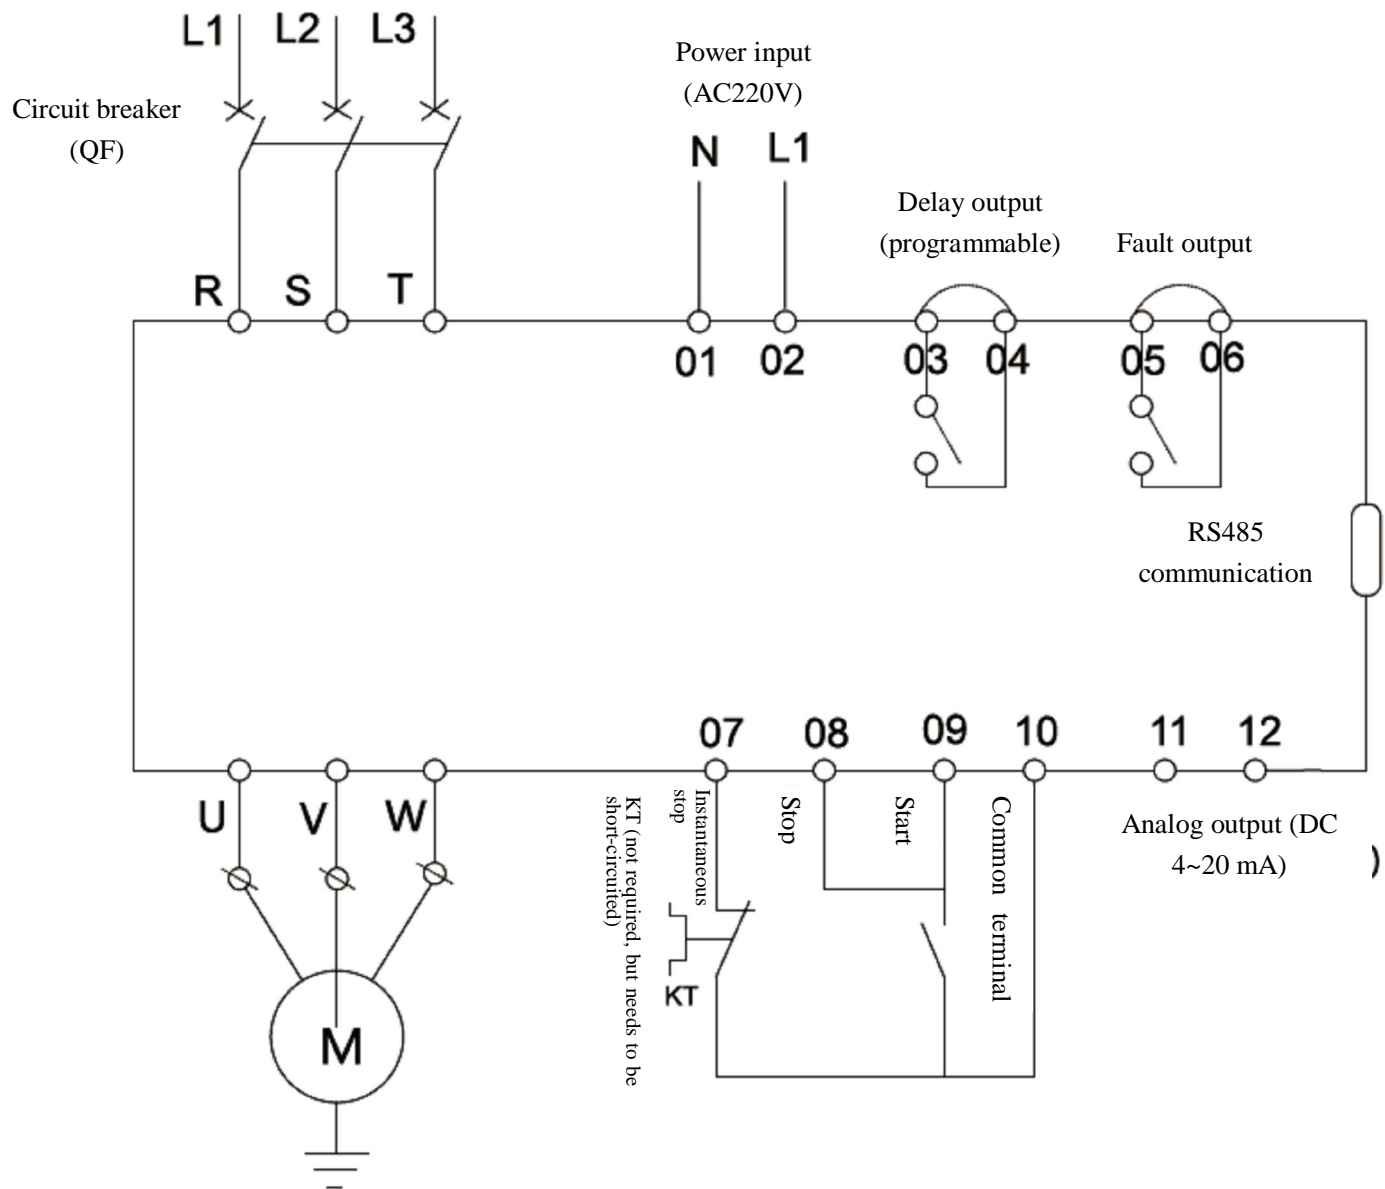 L1 L2 L3
Power input
(AC220V)
Circuit breaker
(QF)
N L1
Delay output
(programmable)
Fault output
R S T
01 02 03 04 05 06
RS485
communication
07 08 09 10 11 12
U V W
KT (not required, but needs to be
short-circuited)
Instantaneous
stop
Stop
Start
Common terminal
Analog output (DC
4~20 mA)
)
KT
M